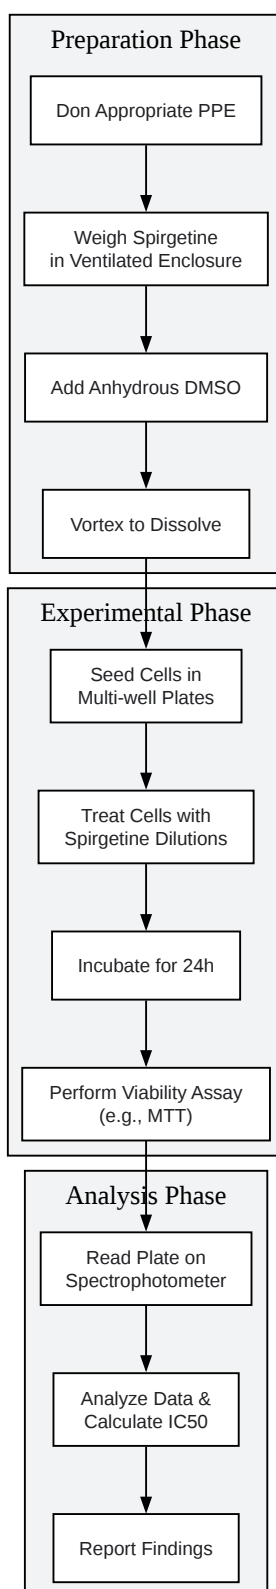 Preparation Phase
Don Appropriate PPE
Weigh Spirgetine
in Ventilated Enclosure
Add Anhydrous DMSO
Vortex to Dissolve
Experimental Phase
Seed Cells in
Multi-well Plates
Treat Cells with
Spirgetine Dilutions
Incubate for 24h
Perform Viability Assay
(e.g., MTT)
Analysis Phase
Read Plate on
Spectrophotometer
Analyze Data &
Calculate IC50
Report Findings